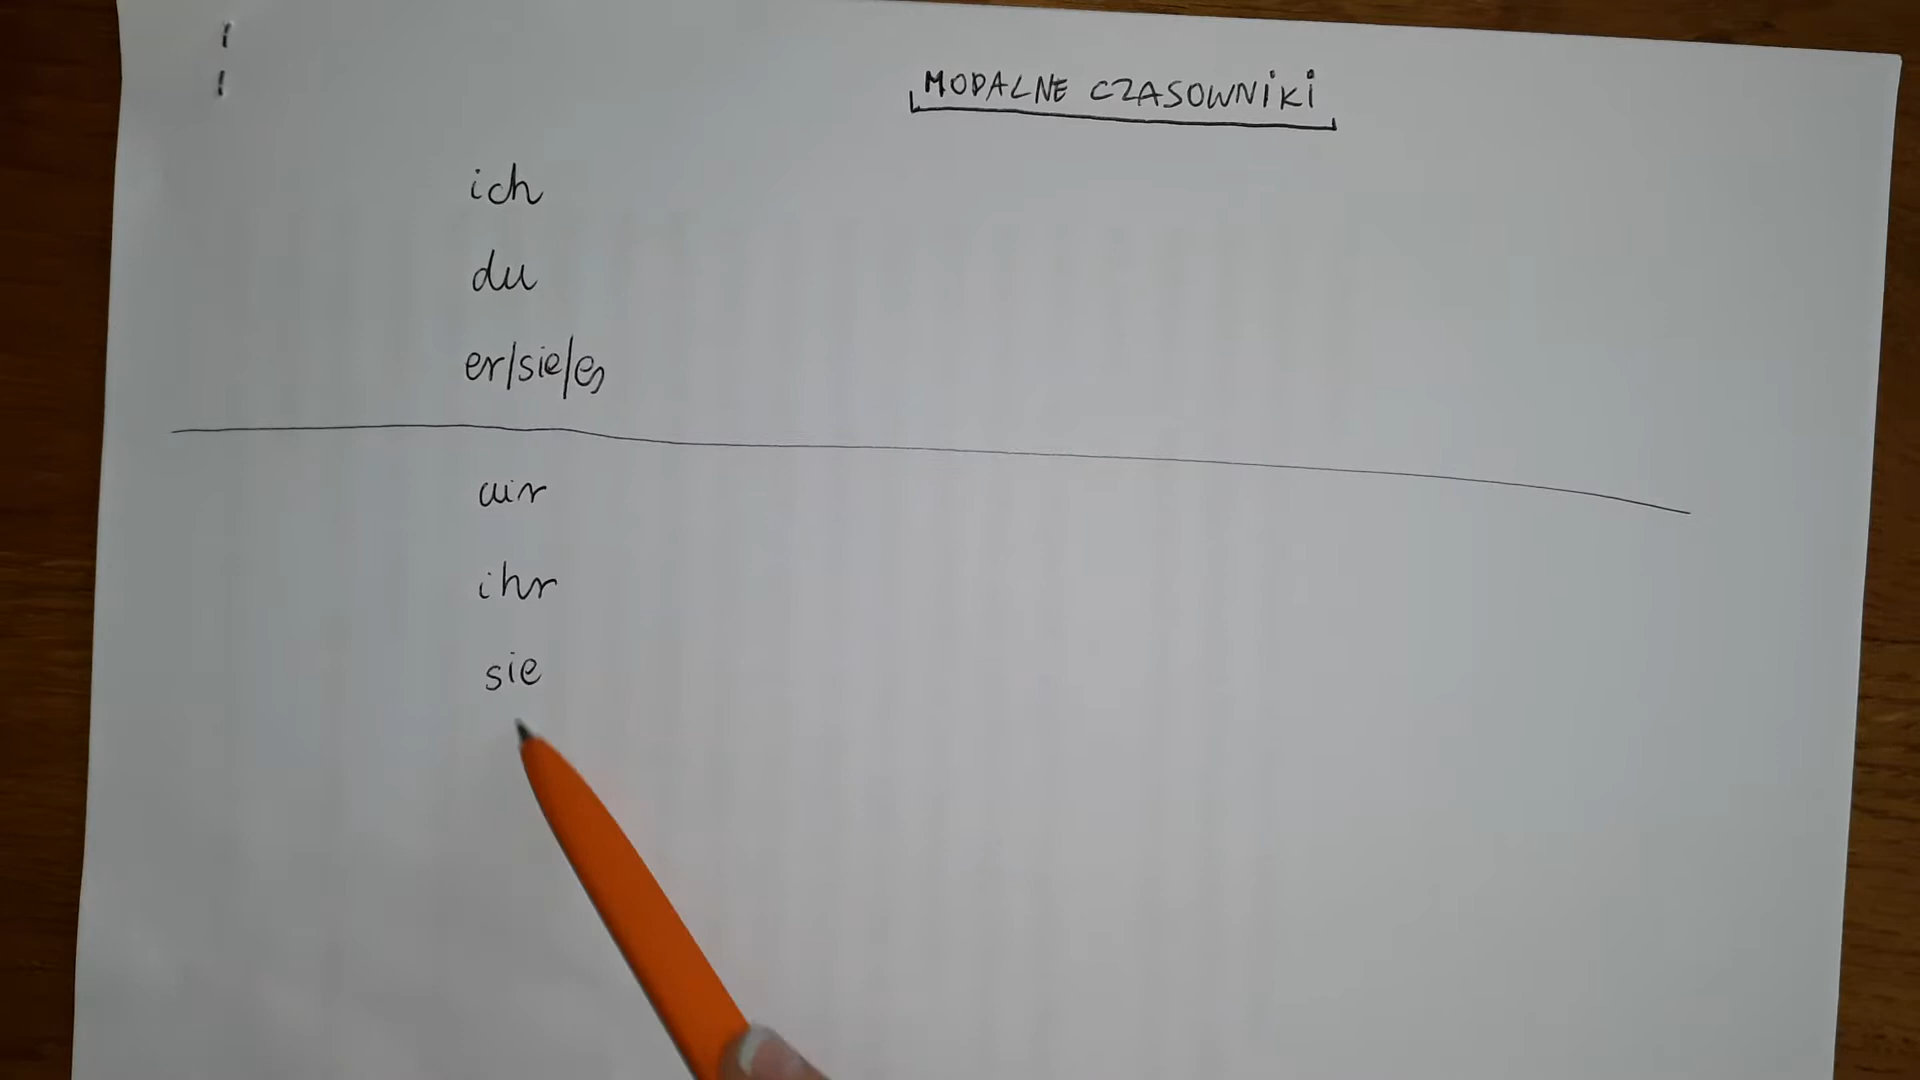 MODALNE CZASOWNIKI
ich
du
er/sie/es
wir
ihr
sie